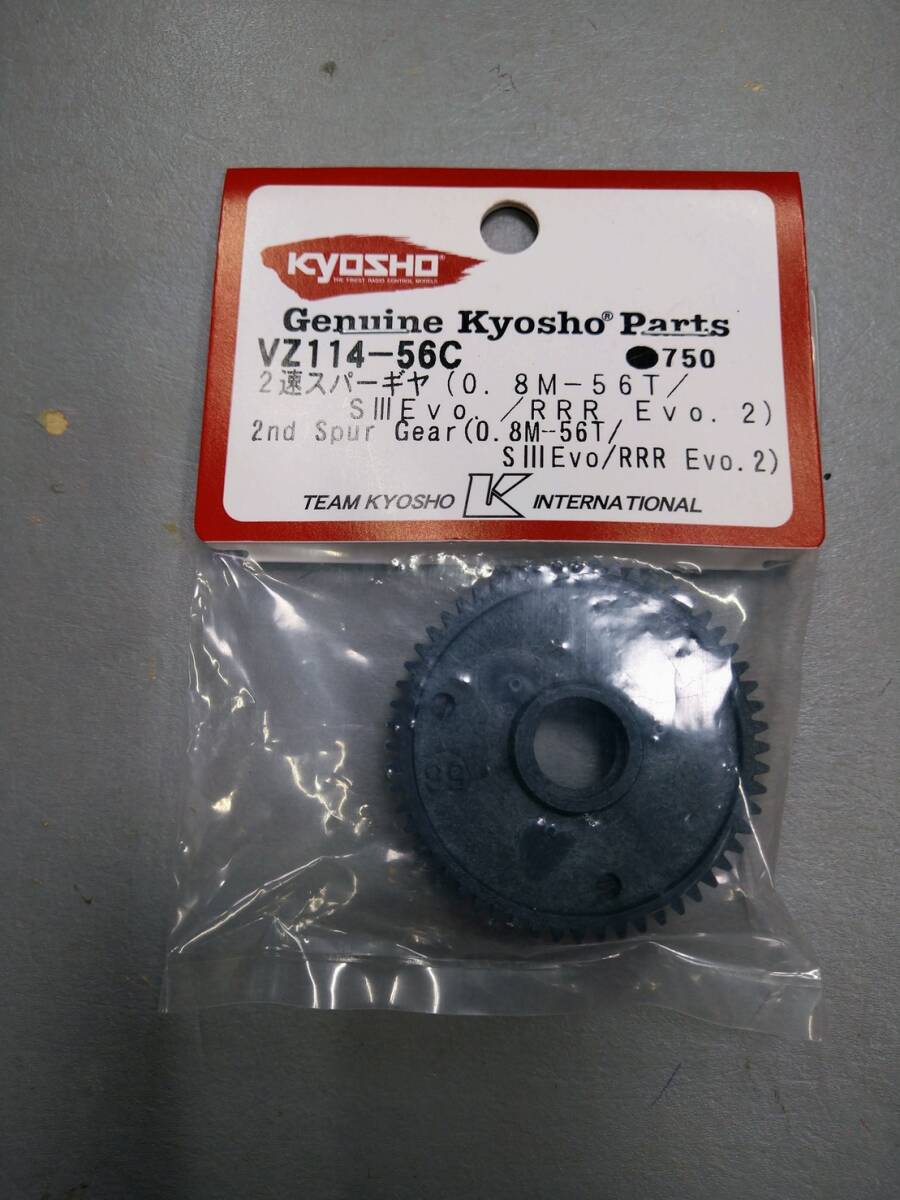 KYOSHO®
THE FINEST RADIO CONTROL MODELS
Genuine Kyosho® Parts
VZ114-56C ●750
2速スパーギヤ(0.8M-56T/
SⅢEvo./RRR Evo.2)
2nd Spur Gear(0.8M-56T/
SⅢEvo/RRR Evo.2)
TEAM KYOSHO K INTERNATIONAL
56